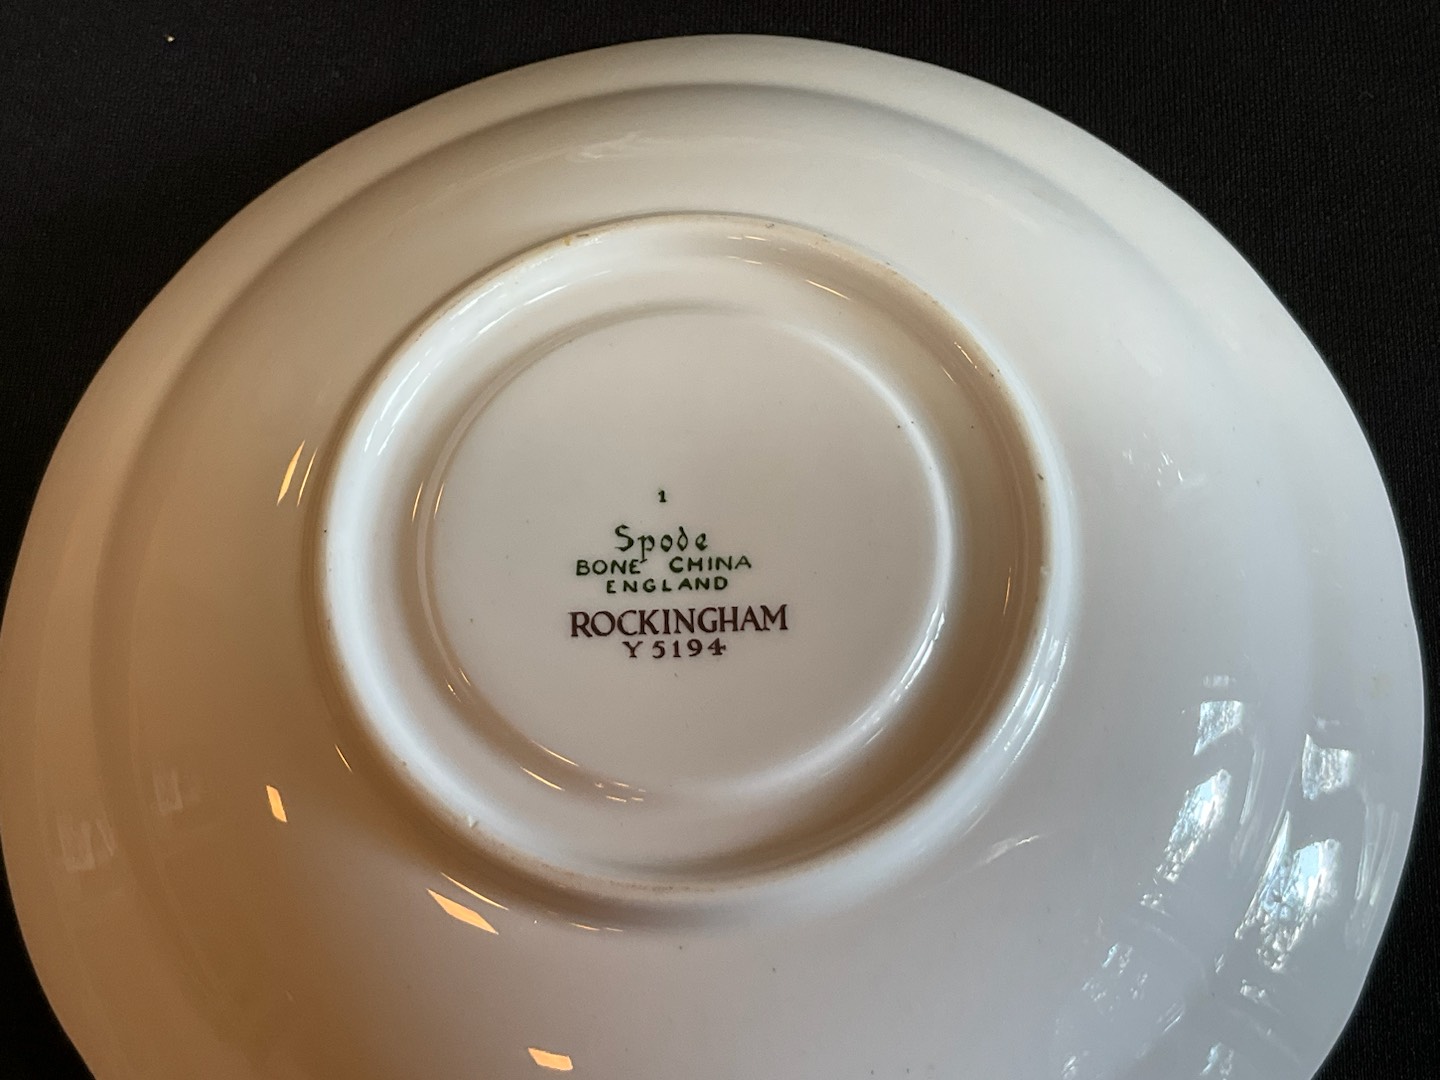 1
Spode
BONE CHINA
ENGLAND
ROCKINGHAM
Y 5194